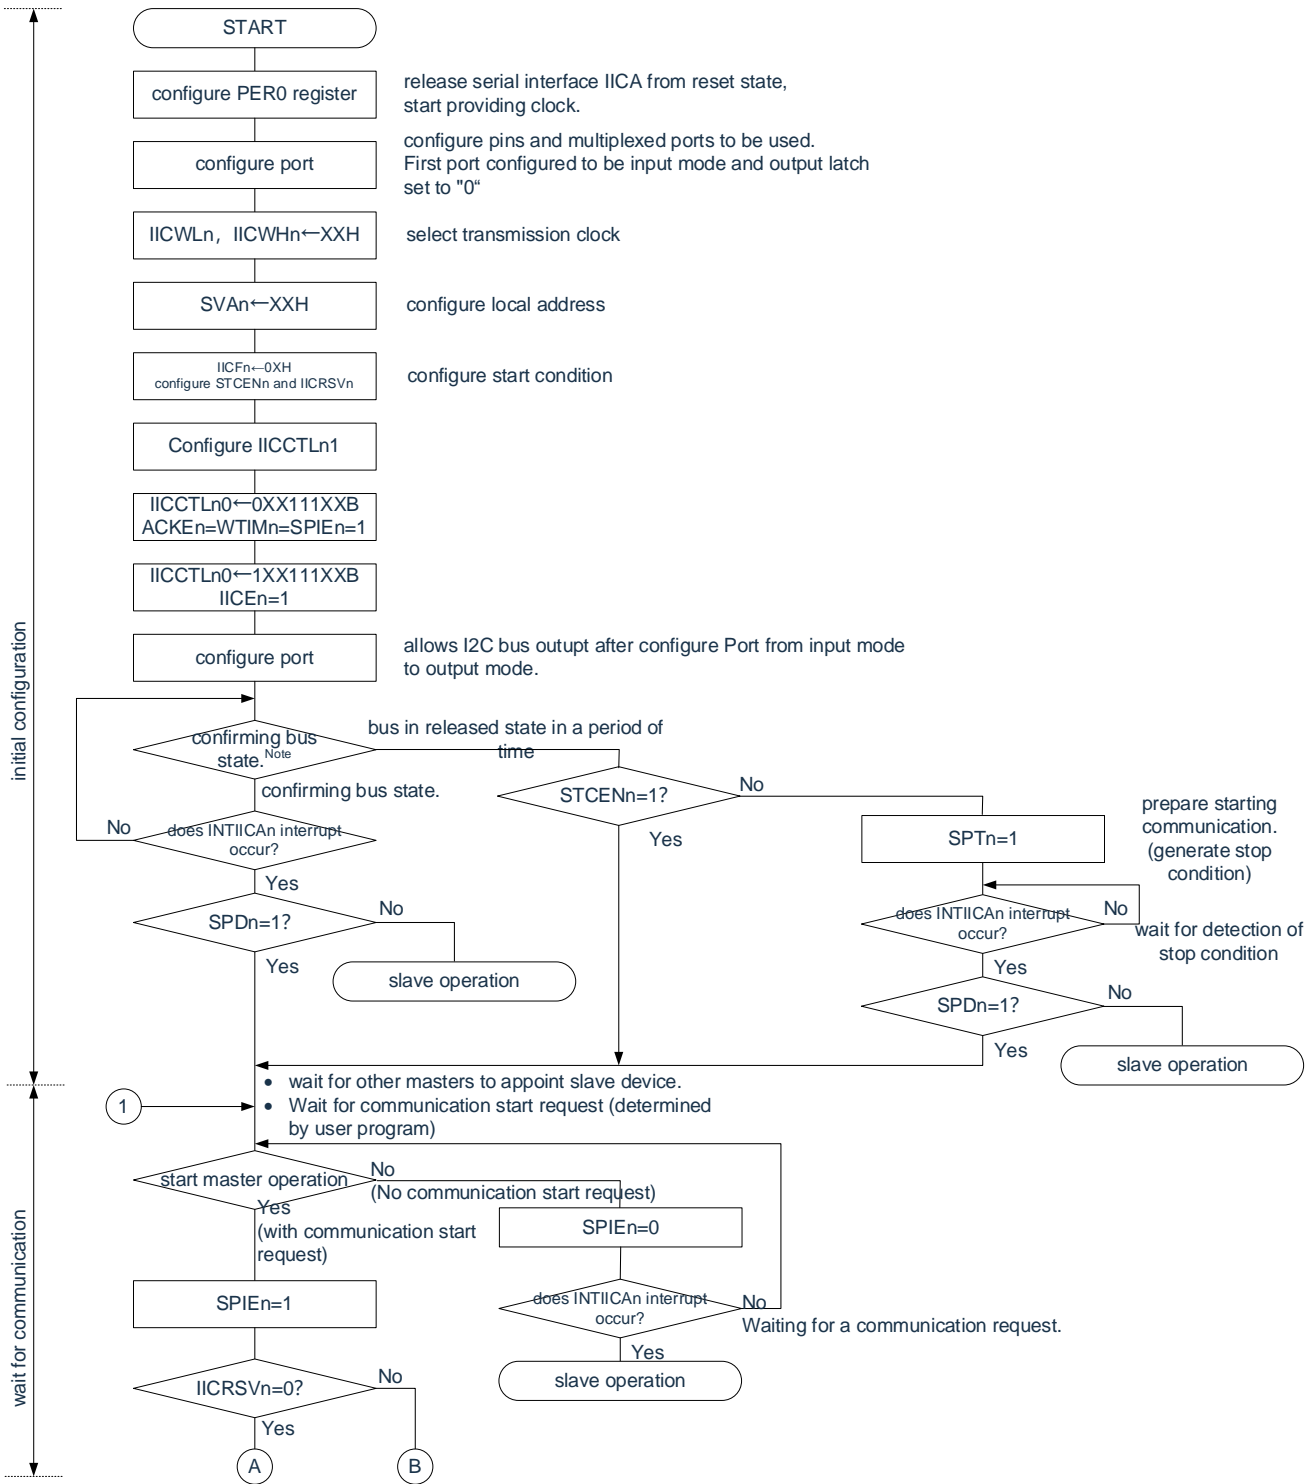 START
configure PER0 register
release serial interface IICA from reset state,
start providing clock.
configure port
configure pins and multiplexed ports to be used.
First port configured to be input mode and output latch
set to "0“
IICWLn，IICWHn←XXH
select transmission clock
SVAn←XXH
configure local address
IICFn←0XH
configure STCENn and IICRSVn
configure start condition
Configure IICCTLn1
IICCTLn0←0XX111XXB
ACKEn=WTIMn=SPIEn=1
IICCTLn0←1XX111XXB
IICEn=1
configure port
allows I2C bus outupt after configure Port from input mode
to output mode.
initial configuration
confirming bus
state.Note
bus in released state in a period of
time
confirming bus state.
STCENn=1?
No
Yes
SPTn=1
prepare starting
communication.
(generate stop
condition)
No
does INTIICAn interrupt
occur?
Yes
does INTIICAn interrupt
occur?
No
wait for detection of
stop condition
Yes
SPDn=1?
No
Yes
slave operation
SPDn=1?
No
Yes
slave operation
• wait for other masters to appoint slave device.
• Wait for communication start request (determined
by user program)
1
wait for communication
start master operation
No
(No communication start request)
Yes
(with communication start
request)
SPIEn=0
SPIEn=1
does INTIICAn interrupt
occur?
No
Waiting for a communication request.
Yes
slave operation
IICRSVn=0?
No
Yes
A
B